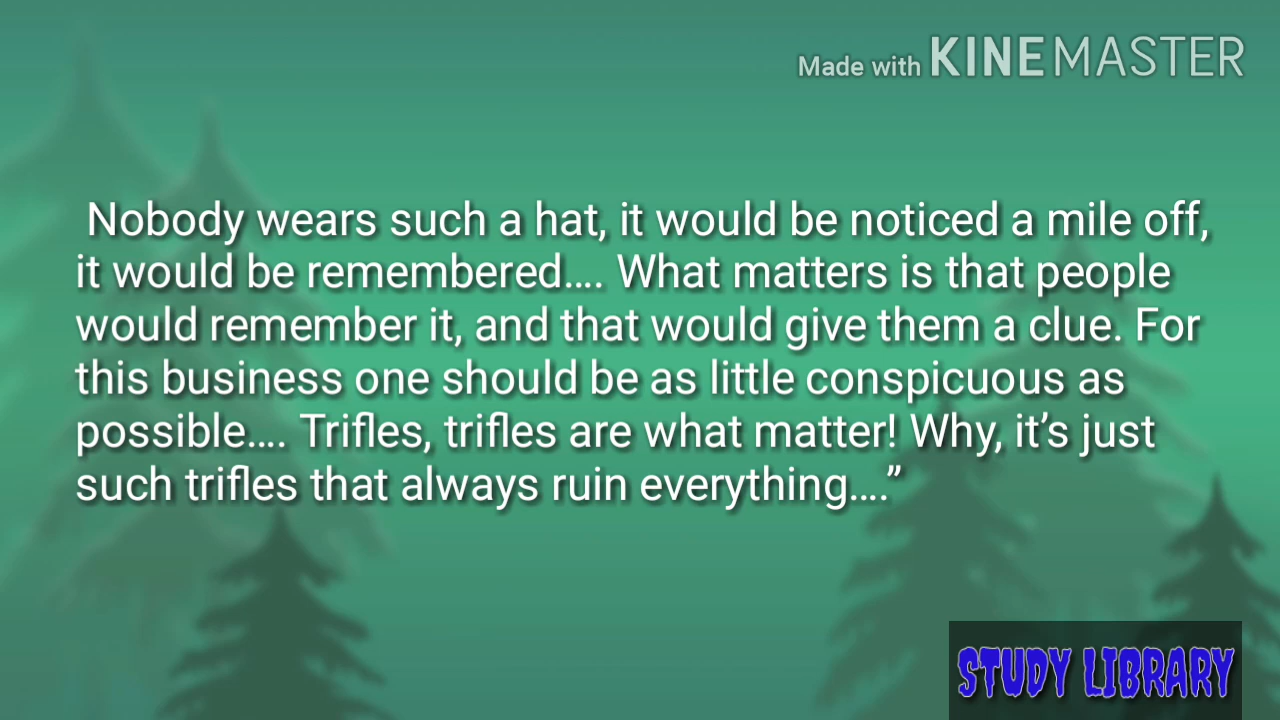 Made with KINEMASTER
Nobody wears such a hat, it would be noticed a mile off,
it would be remembered.... What matters is that people
would remember it, and that would give them a clue. For
this business one should be as little conspicuous as
possible.... Trifles, trifles are what matter! Why, it’s just
such trifles that always ruin everything....”
STUDY LIBRARY